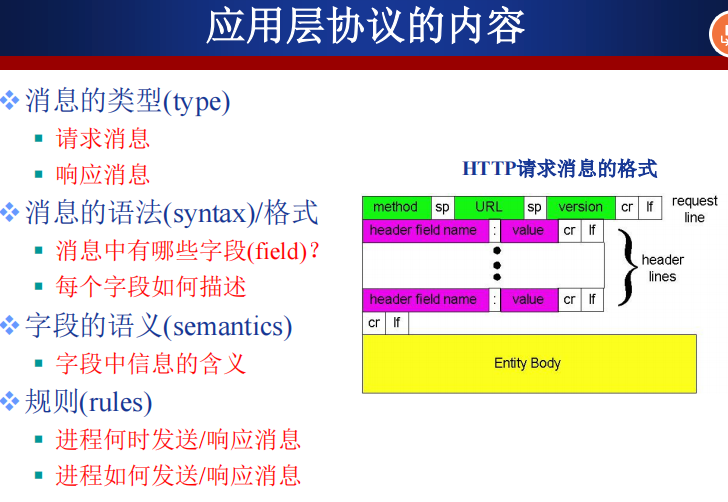 应用层协议的内容
消息的类型(type)
请求消息
响应消息
消息的语法(syntax)/格式
消息中有哪些字段(field)？
每个字段如何描述
字段的语义(semantics)
字段中信息的含义
规则(rules)
进程何时发送/响应消息
进程如何发送/响应消息
HTTP请求消息的格式
method sp URL sp version cr lf request
line
header field name : value cr lf
header
lines
header field name : value cr lf
cr lf
Entity Body